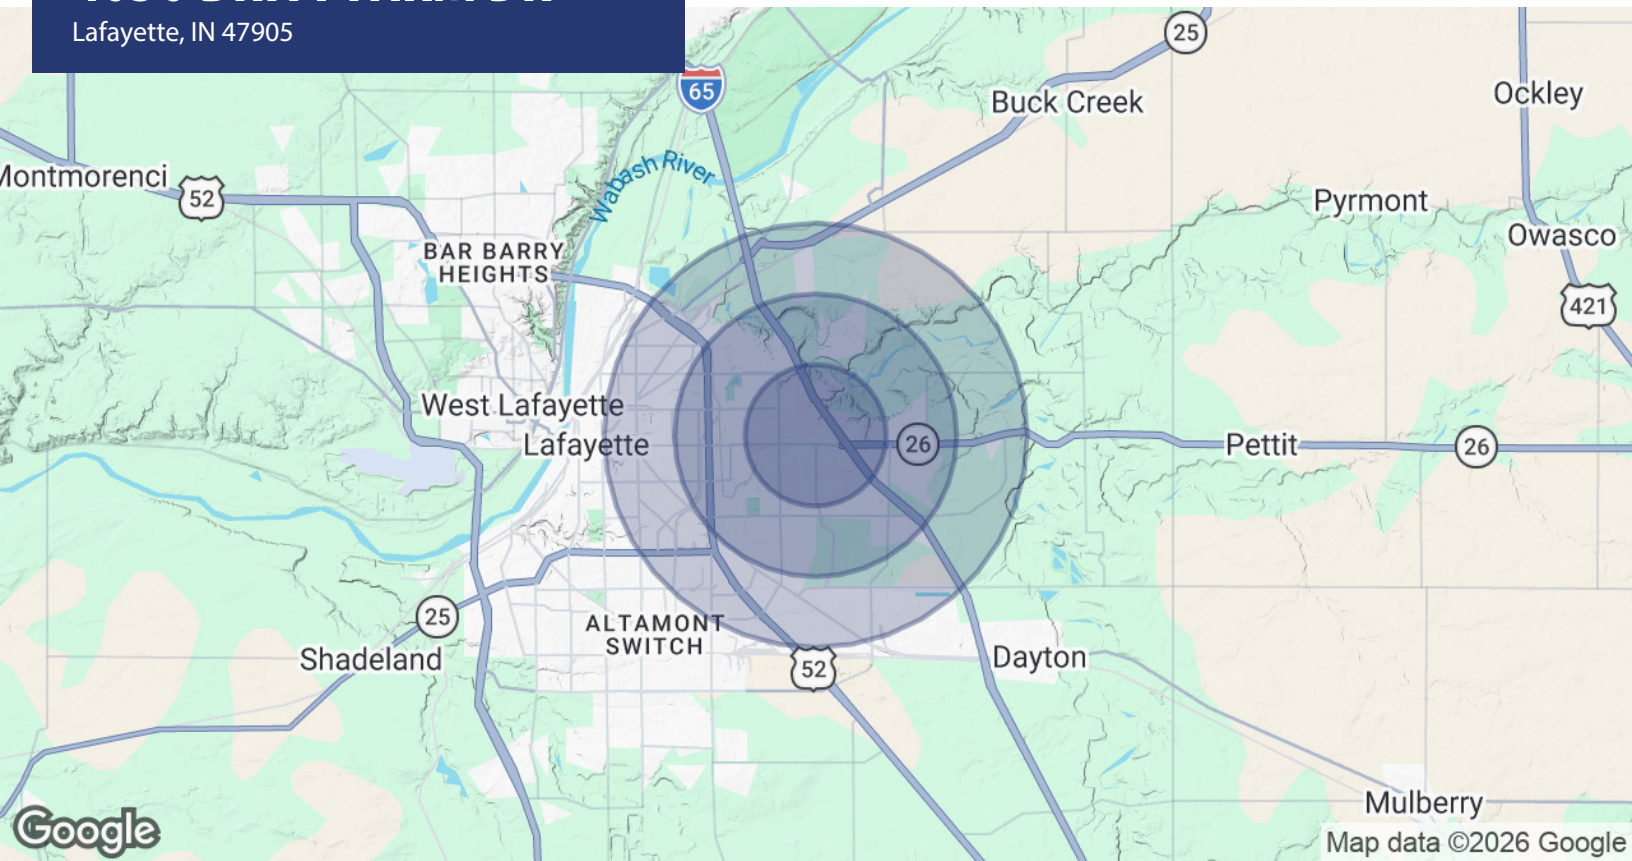 Lafayette, IN 47905
25
65
Buck Creek
Ockley
Montmorenci
52
Wabash River
Pyrmont
BAR BARRY
HEIGHTS
Owasco
421
West Lafayette
Lafayette
26
Pettit
26
25
ALTAMONT
SWITCH
Shadeland
52
Dayton
Mulberry
Google
Map data ©2026 Google